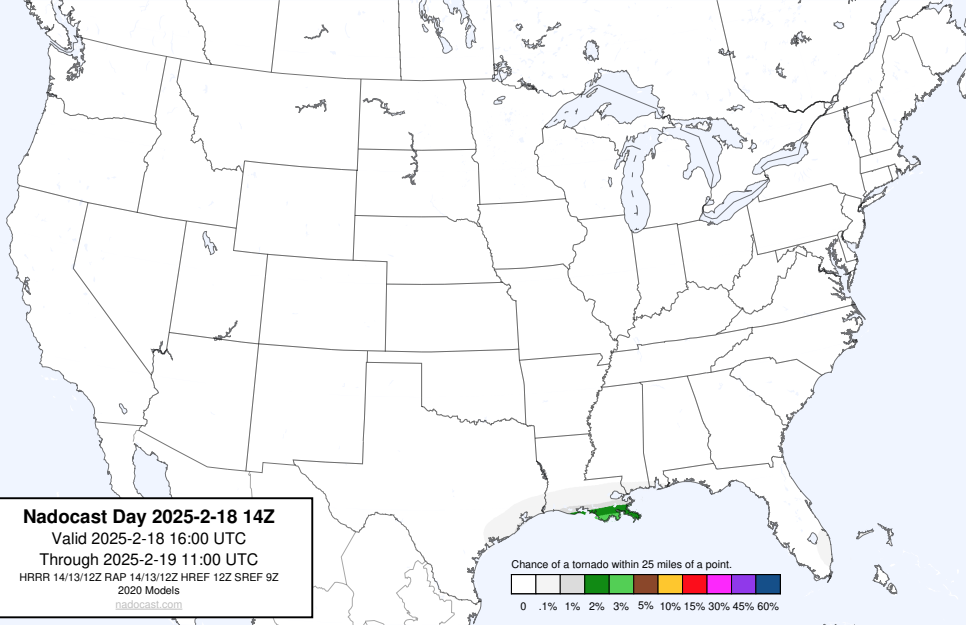 Nadocast Day 2025-2-18 14Z
Valid 2025-2-18 16:00 UTC
Through 2025-2-19 11:00 UTC
HRRR 14/13/12Z RAP 14/13/12Z HREF 12Z SREF 9Z
2020 Models
nadocast.com
Chance of a tornado within 25 miles of a point.
0 .1% 1% 2% 3% 5% 10% 15% 30% 45% 60%